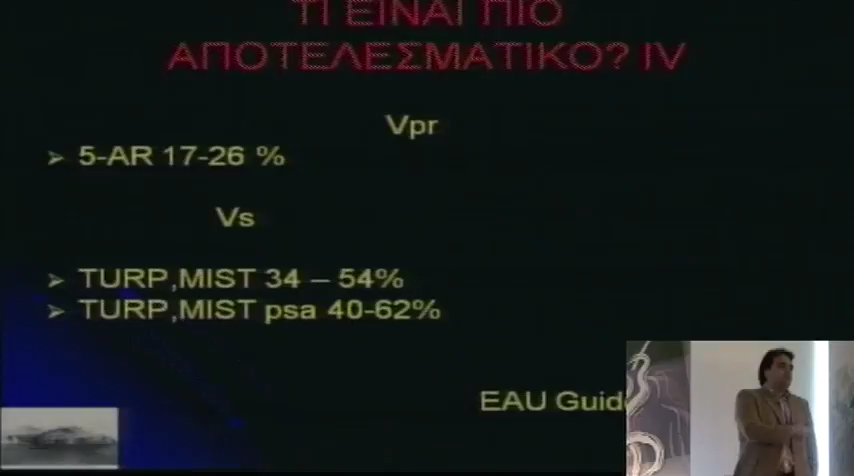 ΤΙ ΕΙΝΑΙ ΠΙΟ
ΑΠΟΤΕΛΕΣΜΑΤΙΚΟ? IV
Vpr
➢ 5-AR 17-26 %
Vs
➢ TURP,MIST 34 – 54%
➢ TURP,MIST psa 40-62%
EAU Guid